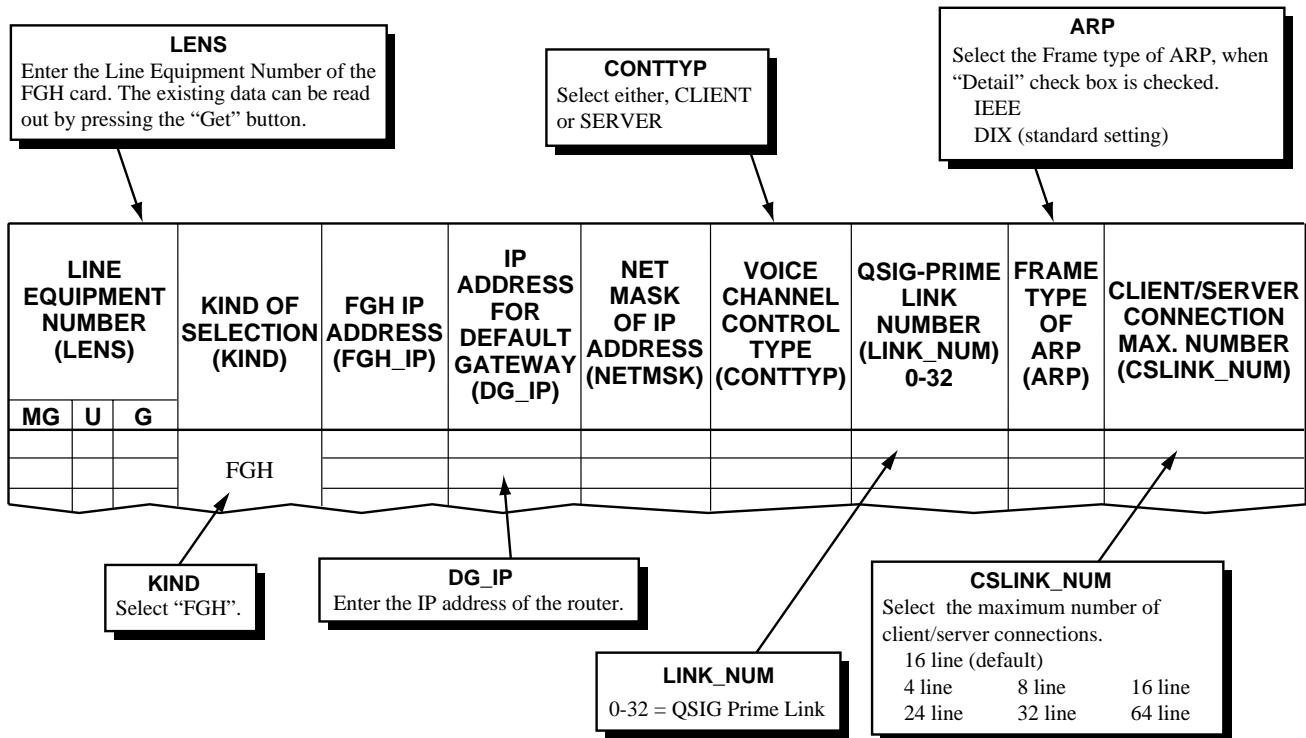 LENS
Enter the Line Equipment Number of the
FGH card. The existing data can be read
out by pressing the “Get” button.
CONTTYP
Select either, CLIENT
or SERVER
ARP
Select the Frame type of ARP, when
“Detail” check box is checked.
IEEE
DIX (standard setting)
LINE
EQUIPMENT
NUMBER
(LENS)
MG U G
KIND OF
SELECTION
(KIND)
FGH IP
ADDRESS
(FGH_IP)
IP
ADDRESS
FOR
DEFAULT
GATEWAY
(DG_IP)
NET
MASK
OF IP
ADDRESS
(NETMSK)
VOICE
CHANNEL
CONTROL
TYPE
(CONTTYP)
QSIG-PRIME
LINK
NUMBER
(LINK_NUM)
0-32
FRAME
TYPE
OF
ARP
(ARP)
CLIENT/SERVER
CONNECTION
MAX. NUMBER
(CSLINK_NUM)
FGH
KIND
Select “FGH”.
DG_IP
Enter the IP address of the router.
LINK_NUM
0-32 = QSIG Prime Link
CSLINK_NUM
Select the maximum number of
client/server connections.
16 line (default)
4 line 8 line 16 line
24 line 32 line 64 line